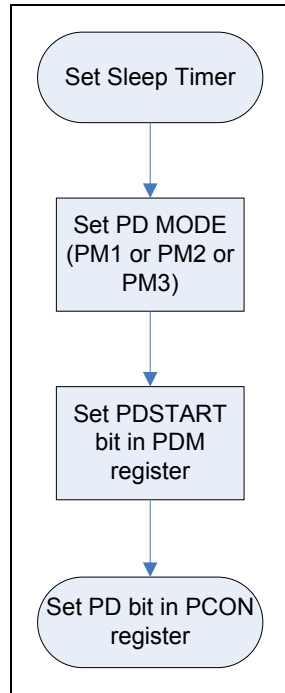 Set Sleep Timer
Set PD MODE
(PM1 or PM2 or
PM3)
Set PDSTART
bit in PDM
register
Set PD bit in PCON
register